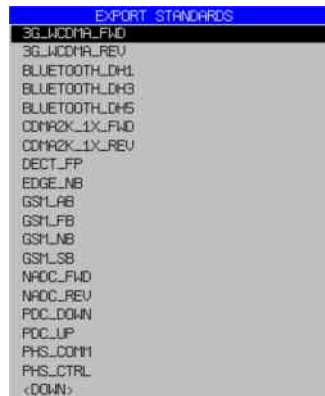 EXPORT STANDARDS
3G_WCDMA_FWD
3G_WCDMA_REV
BLUETOOTH_DH1
BLUETOOTH_DH3
BLUETOOTH_DH5
CDMA2K_1X_FWD
CDMA2K_1X_REV
DECT_FP
EDGE_NB
GSM_AB
GSM_FB
GSM_NB
GSM_SB
NADC_FWD
NADC_REV
PDC_DOWN
PDC_UP
PHS_COMM
PHS_CTRL
<DOWN>